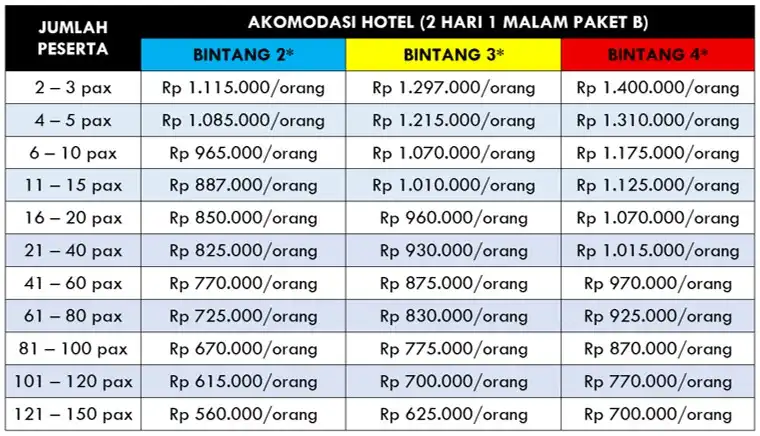 JUMLAH PESERTA
AKOMODASI HOTEL (2 HARI 1 MALAM PAKET B)
BINTANG 2* BINTANG 3* BINTANG 4*
2 – 3 pax Rp 1.115.000/orang Rp 1.297.000/orang Rp 1.400.000/orang
4 – 5 pax Rp 1.085.000/orang Rp 1.215.000/orang Rp 1.310.000/orang
6 – 10 pax Rp 965.000/orang Rp 1.070.000/orang Rp 1.175.000/orang
11 – 15 pax Rp 887.000/orang Rp 1.010.000/orang Rp 1.125.000/orang
16 – 20 pax Rp 850.000/orang Rp 960.000/orang Rp 1.070.000/orang
21 – 40 pax Rp 825.000/orang Rp 930.000/orang Rp 1.015.000/orang
41 – 60 pax Rp 770.000/orang Rp 875.000/orang Rp 970.000/orang
61 – 80 pax Rp 725.000/orang Rp 830.000/orang Rp 925.000/orang
81 – 100 pax Rp 670.000/orang Rp 775.000/orang Rp 870.000/orang
101 – 120 pax Rp 615.000/orang Rp 700.000/orang Rp 770.000/orang
121 – 150 pax Rp 560.000/orang Rp 625.000/orang Rp 700.000/orang